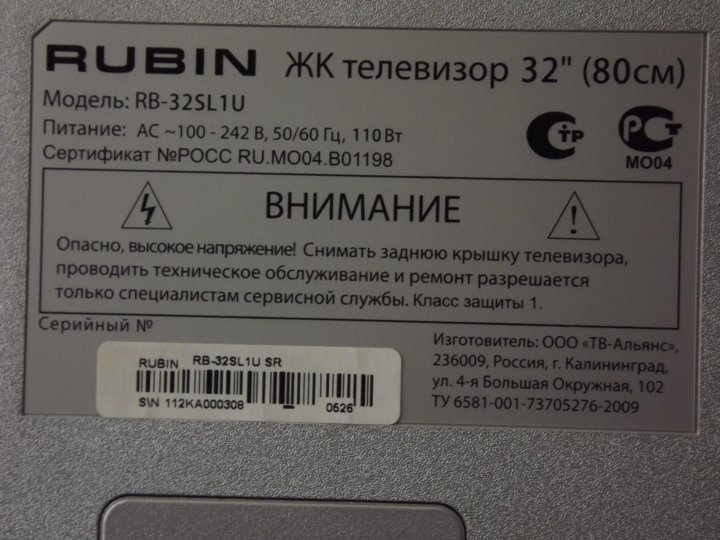 RUBIN ЖК телевизор 32" (80см)
Модель: RB-32SL1U
Питание: AC ~100 - 242 В, 50/60 Гц, 110 Вт
Сертификат №РОСС RU.MO04.B01198
СТР
РСТ
МО04
ВНИМАНИЕ
Опасно, высокое напряжение! Снимать заднюю крышку телевизора,
проводить техническое обслуживание и ремонт разрешается
только специалистам сервисной службы. Класс защиты 1.
Серийный №
RUBIN RB-32SL1U SR
S\N 112KA000308 0526
Изготовитель: ООО «ТВ-Альянс»,
236009, Россия, г. Калининград,
ул. 4-я Большая Окружная, 102
ТУ 6581-001-73705276-2009